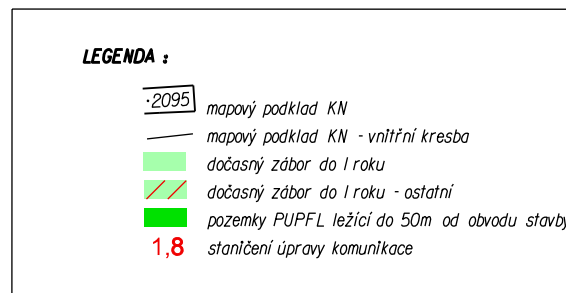 LEGENDA :
·2095 mapový podklad KN
mapový podklad KN - vnitřní kresba
dočasný zábor do 1 roku
dočasný zábor do 1 roku - ostatní
pozemky PUPFL ležící do 50m od obvodu stavby
1,8 staničení úpravy komunikace